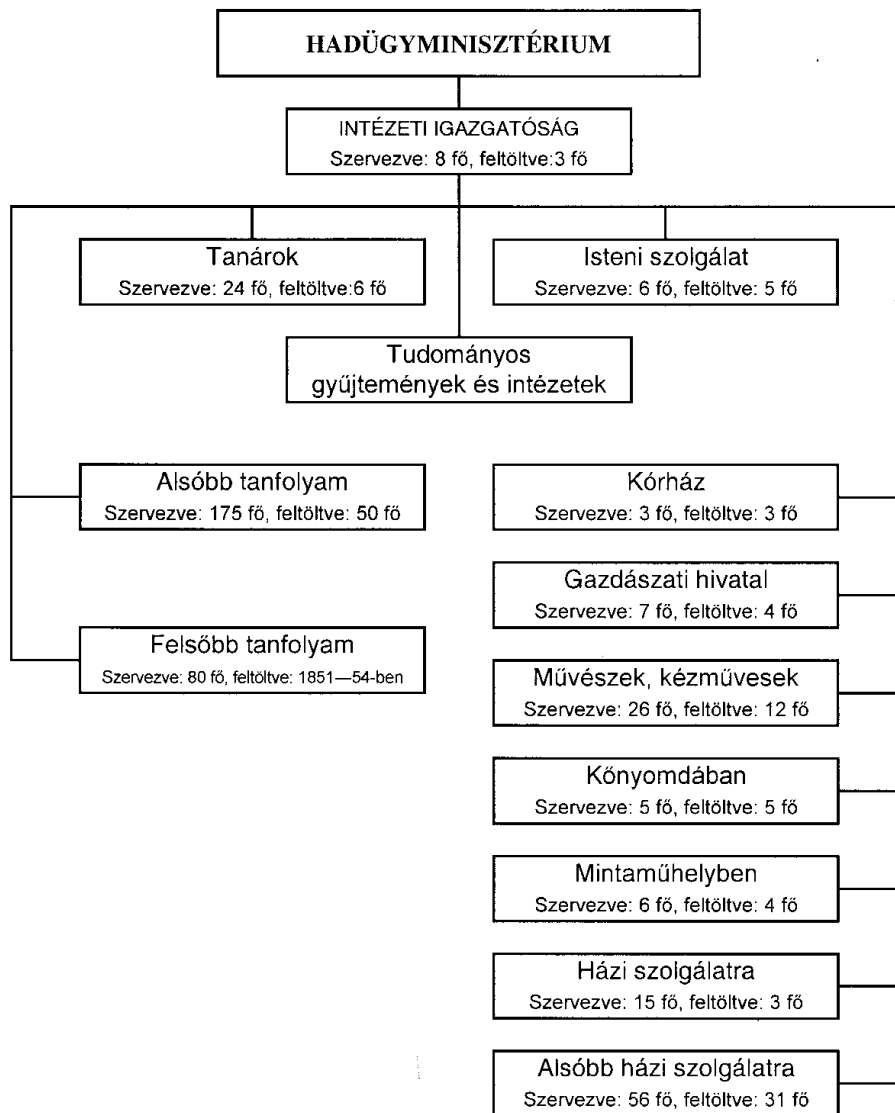 HADÜGYMINISZTÉRIUM
INTÉZETI IGAZGATÓSÁG
Szervezve: 8 fő, feltöltve:3 fő
Tanárok
Szervezve: 24 fő, feltöltve:6 fő
Isteni szolgálat
Szervezve: 6 fő, feltöltve: 5 fő
Tudományos
gyűjtemények és intézetek
Alsóbb tanfolyam
Szervezve: 175 fő, feltöltve: 50 fő
Felsőbb tanfolyam
Szervezve: 80 fő, feltöltve: 1851—54-ben
Kórház
Szervezve: 3 fő, feltöltve: 3 fő
Gazdászati hivatal
Szervezve: 7 fő, feltöltve: 4 fő
Művészek, kézművesek
Szervezve: 26 fő, feltöltve: 12 fő
Kőnyomdában
Szervezve: 5 fő, feltöltve: 5 fő
Mintaműhelyben
Szervezve: 6 fő, feltöltve: 4 fő
Házi szolgálatra
Szervezve: 15 fő, feltöltve: 3 fő
Alsóbb házi szolgálatra
Szervezve: 56 fő, feltöltve: 31 fő